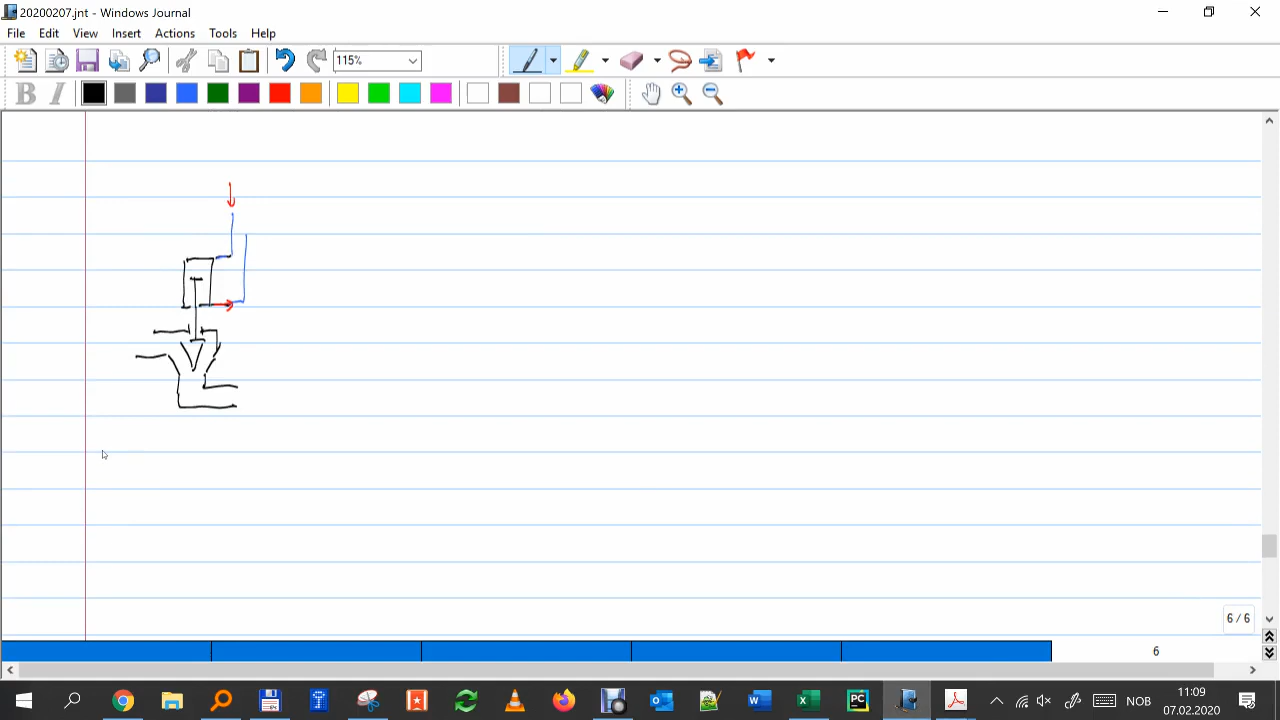 20200207.jnt - Windows Journal
File Edit View Insert Actions Tools Help
115%
B I
6 / 6
6
NOB
11:09
07.02.2020